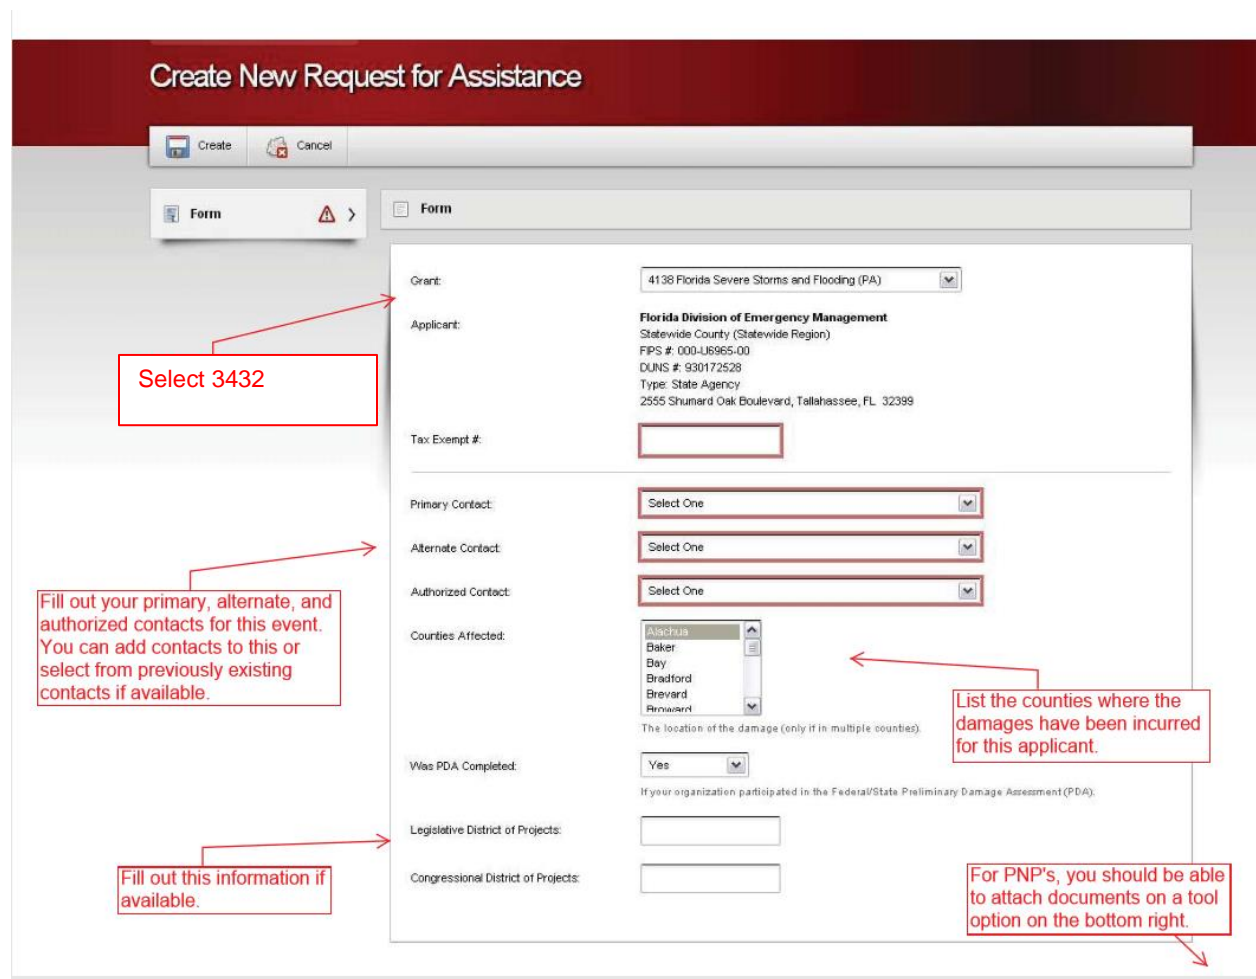 Create New Request for Assistance
Create
Cancel
Form
Form
Grant:
4138 Florida Severe Storms and Flooding (PA)
Applicant:
Florida Division of Emergency Management
Statewide County (Statewide Region)
FIPS #: 000-U6965-00
DUNS #: 930172528
Type: State Agency
2555 Shumard Oak Boulevard, Tallahassee, FL 32399
Select 3432
Tax Exempt #:
Primary Contact:
Select One
Alternate Contact:
Select One
Authorized Contact:
Select One
Fill out your primary, alternate, and
authorized contacts for this event.
You can add contacts to this or
select from previously existing
contacts if available.
Counties Affected:
Alachua
Baker
Bay
Bradford
Brevard
Broward
The location of the damage (only if in multiple counties).
List the counties where the
damages have been incurred
for this applicant.
Was PDA Completed:
Yes
If your organization participated in the Federal/State Preliminary Damage Assessment (PDA).
Legislative District of Projects:
Congressional District of Projects:
Fill out this information if
available.
For PNP's, you should be able
to attach documents on a tool
option on the bottom right.